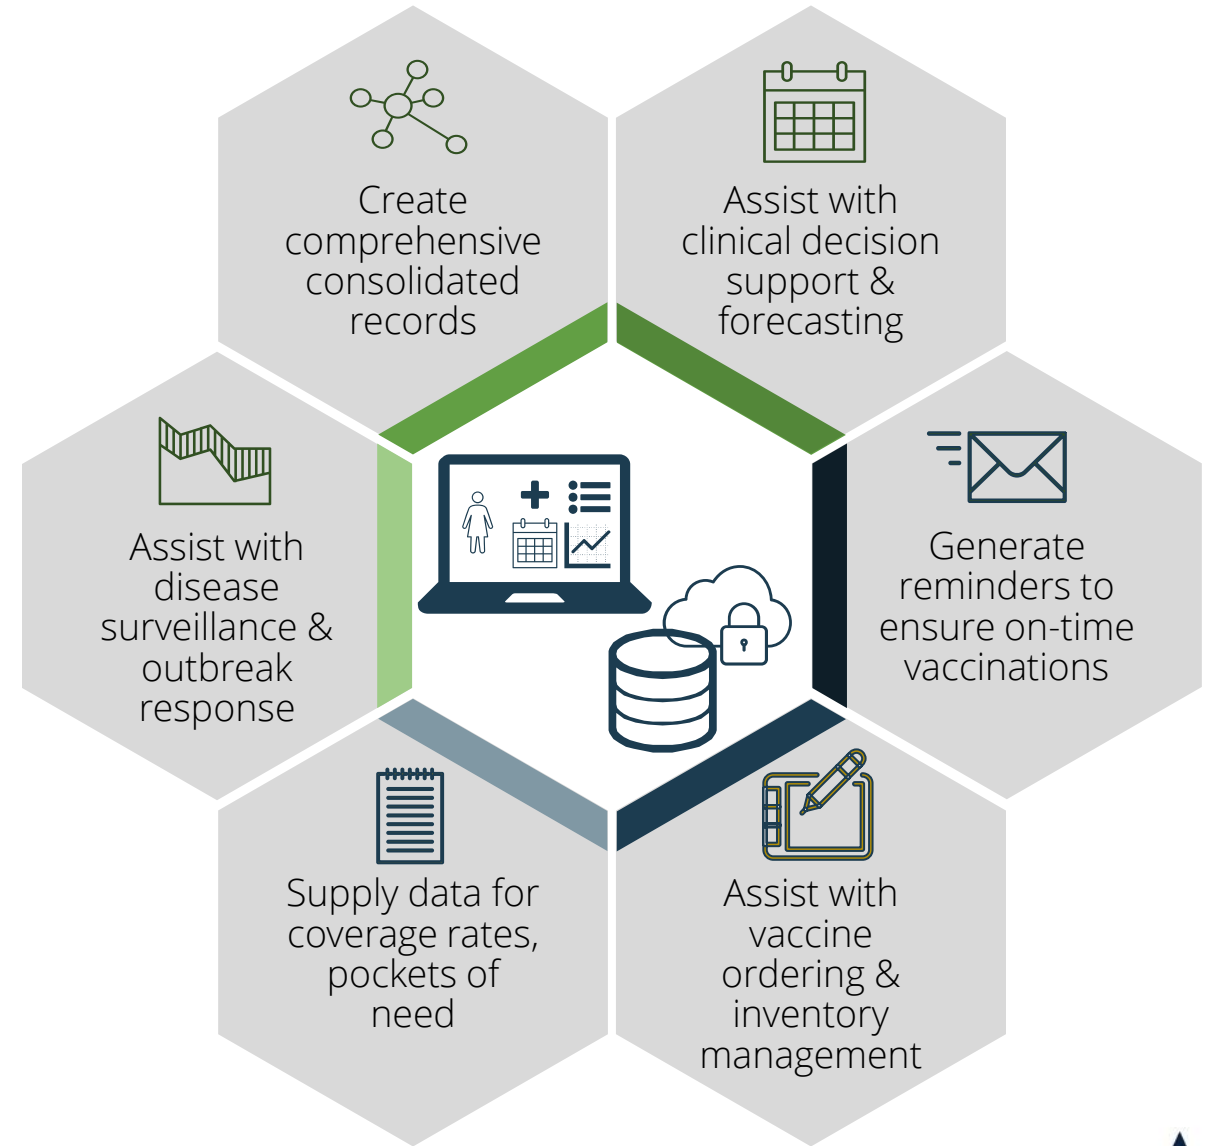 Create
comprehensive
consolidated
records
Assist with
clinical decision
support &
forecasting
Assist with
disease
surveillance &
outbreak
response
Generate
reminders to
ensure on-time
vaccinations
Supply data for
coverage rates,
pockets of
need
Assist with
vaccine
ordering &
inventory
management